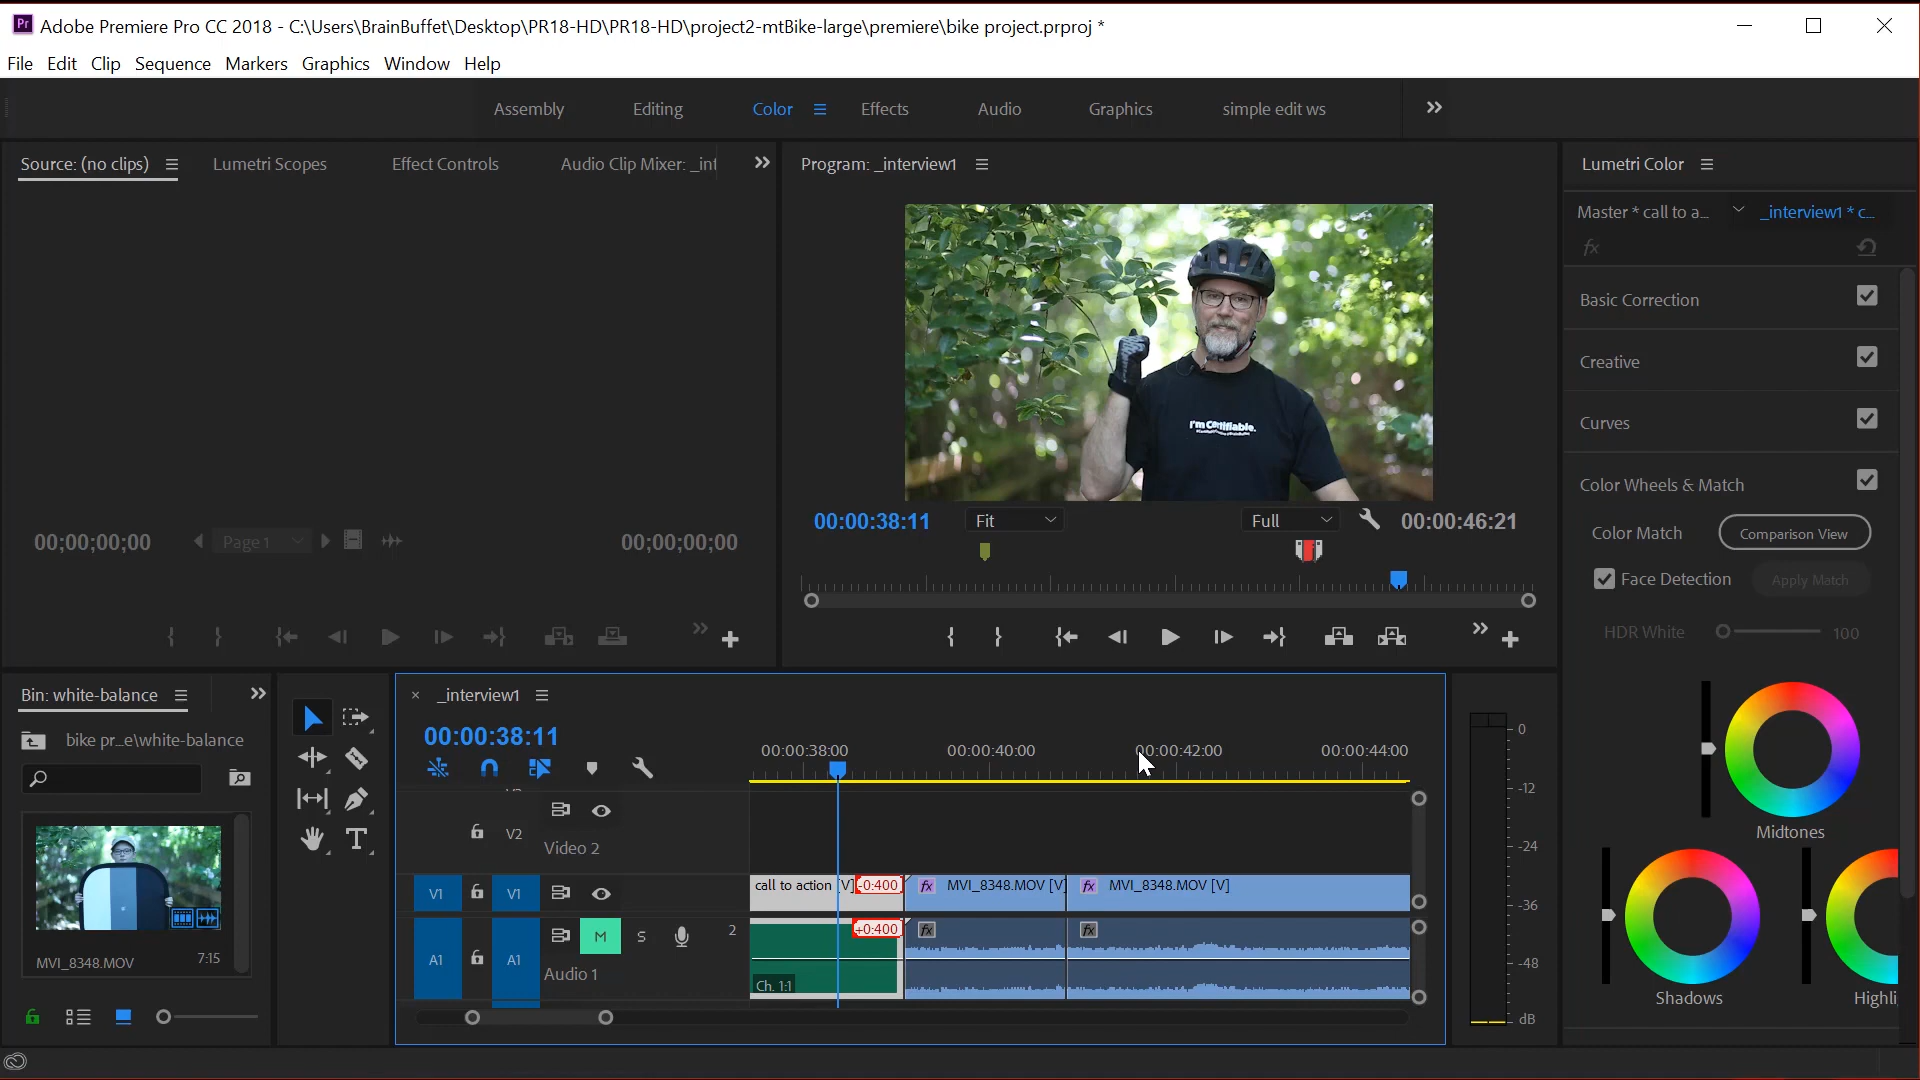 Adobe Premiere Pro CC 2018 - C:\Users\BrainBuffet\Desktop\PR18-HD\PR18-HD\project2-mtBike-large\premiere\bike project.prproj *
File Edit Clip Sequence Markers Graphics Window Help
Assembly Editing Color Effects Audio Graphics simple edit ws
Source: (no clips) Lumetri Scopes Effect Controls Audio Clip Mixer: _int
Program: _interview1
Lumetri Color
Master * call to a... _interview1 * c...
fx
Basic Correction
Creative
Curves
Color Wheels & Match
Color Match Comparison View
Face Detection Apply Match
HDR White 100
Midtones
Shadows Highli
I'm Certifiable.
00;00;00;00 Page 1 00;00;00;00
00:00:38:11 Fit Full 00:00:46:21
Bin: white-balance
bike pr...e\white-balance
MVI_8348.MOV 7:15
_interview1
00:00:38:11
00:00:38:00 00:00:40:00 00:00:42:00 00:00:44:00
V2
Video 2
V1 V1 call to action [V] -0:400 fx MVI_8348.MOV [V] fx MVI_8348.MOV [V]
M S 2 +0:400 fx fx
A1 A1
Audio 1 Ch. 1:1
0
-12
-24
-36
-48
dB